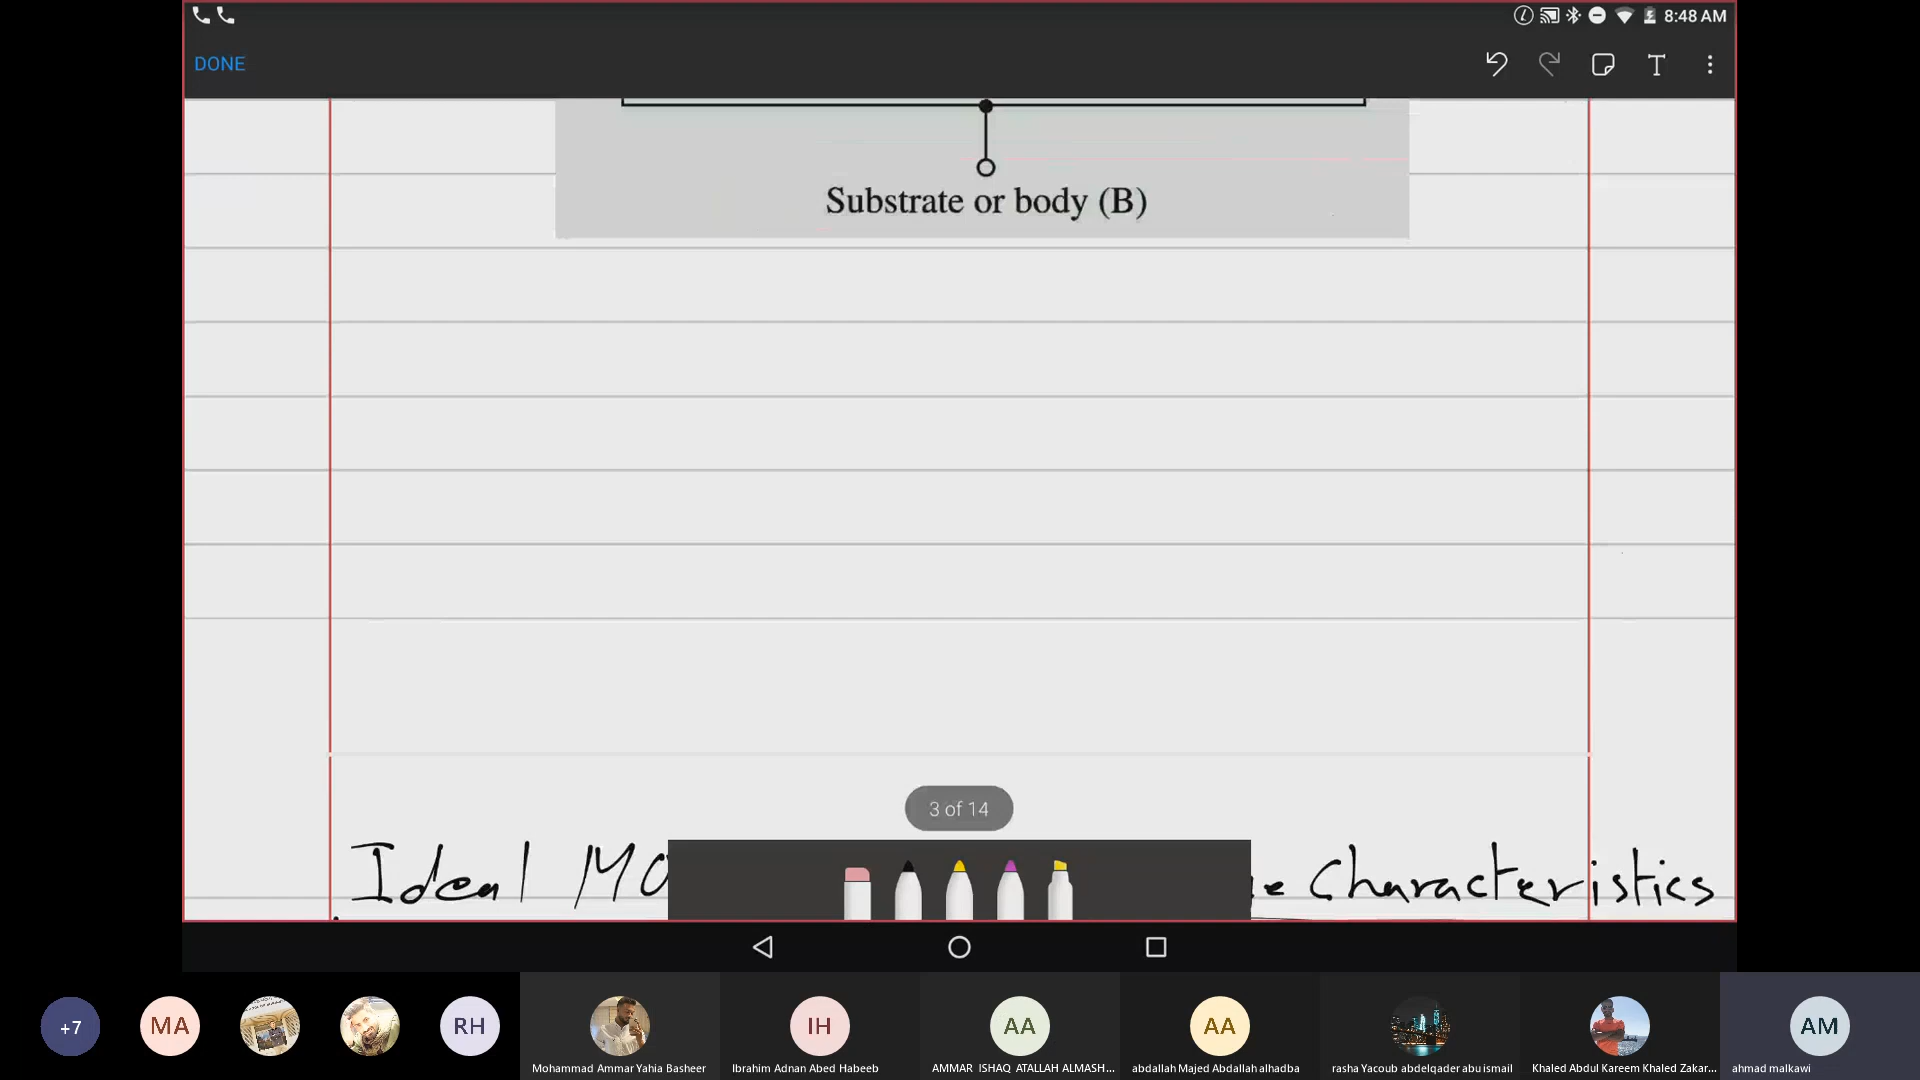 8:48 AM
DONE
T
Substrate or body (B)
3 of 14
Ideal MO
Characteristics
+7
MA
RH
IH
AA
AA
AM
Mohammad Ammar Yahia Basheer
Ibrahim Adnan Abed Habeeb
AMMAR ISHAQ ATALLAH ALMASH...
abdallah Majed Abdallah alhadba
rasha Yacoub abdelqader abu ismail
Khaled Abdul Kareem Khaled Zakar...
ahmad malkawi